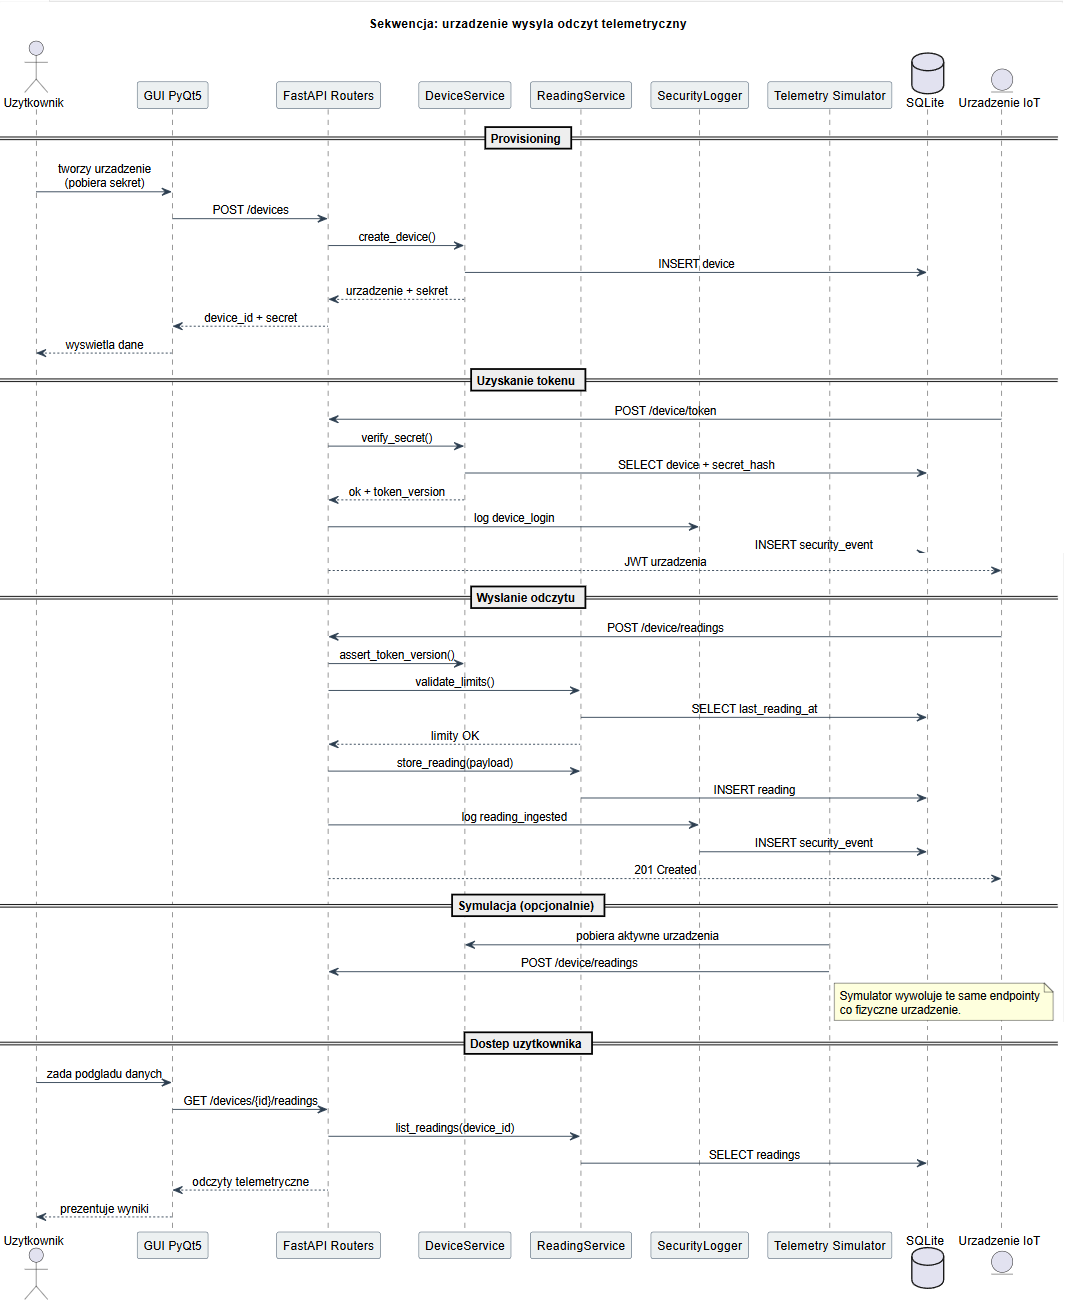 Sekwencja: urzadzenie wysyla odczyt telemetryczny
Uzytkownik
GUI PyQt5
FastAPI Routers
DeviceService
ReadingService
SecurityLogger
Telemetry Simulator
SQLite
Urzadzenie IoT
Provisioning
tworzy urzadzenie
(pobiera sekret)
POST /devices
create_device()
INSERT device
urzadzenie + sekret
device_id + secret
wyswietla dane
Uzyskanie tokenu
POST /device/token
verify_secret()
SELECT device + secret_hash
ok + token_version
log device_login
INSERT security_event
JWT urzadzenia
Wyslanie odczytu
POST /device/readings
assert_token_version()
validate_limits()
SELECT last_reading_at
limity OK
store_reading(payload)
INSERT reading
log reading_ingested
INSERT security_event
201 Created
Symulacja (opcjonalnie)
pobiera aktywne urzadzenia
POST /device/readings
Symulator wywoluje te same endpointy
co fizyczne urzadzenie.
Dostep uzytkownika
zada podgladu danych
GET /devices/{id}/readings
list_readings(device_id)
SELECT readings
odczyty telemetryczne
prezentuje wyniki
Uzytkownik
GUI PyQt5
FastAPI Routers
DeviceService
ReadingService
SecurityLogger
Telemetry Simulator
SQLite
Urzadzenie IoT